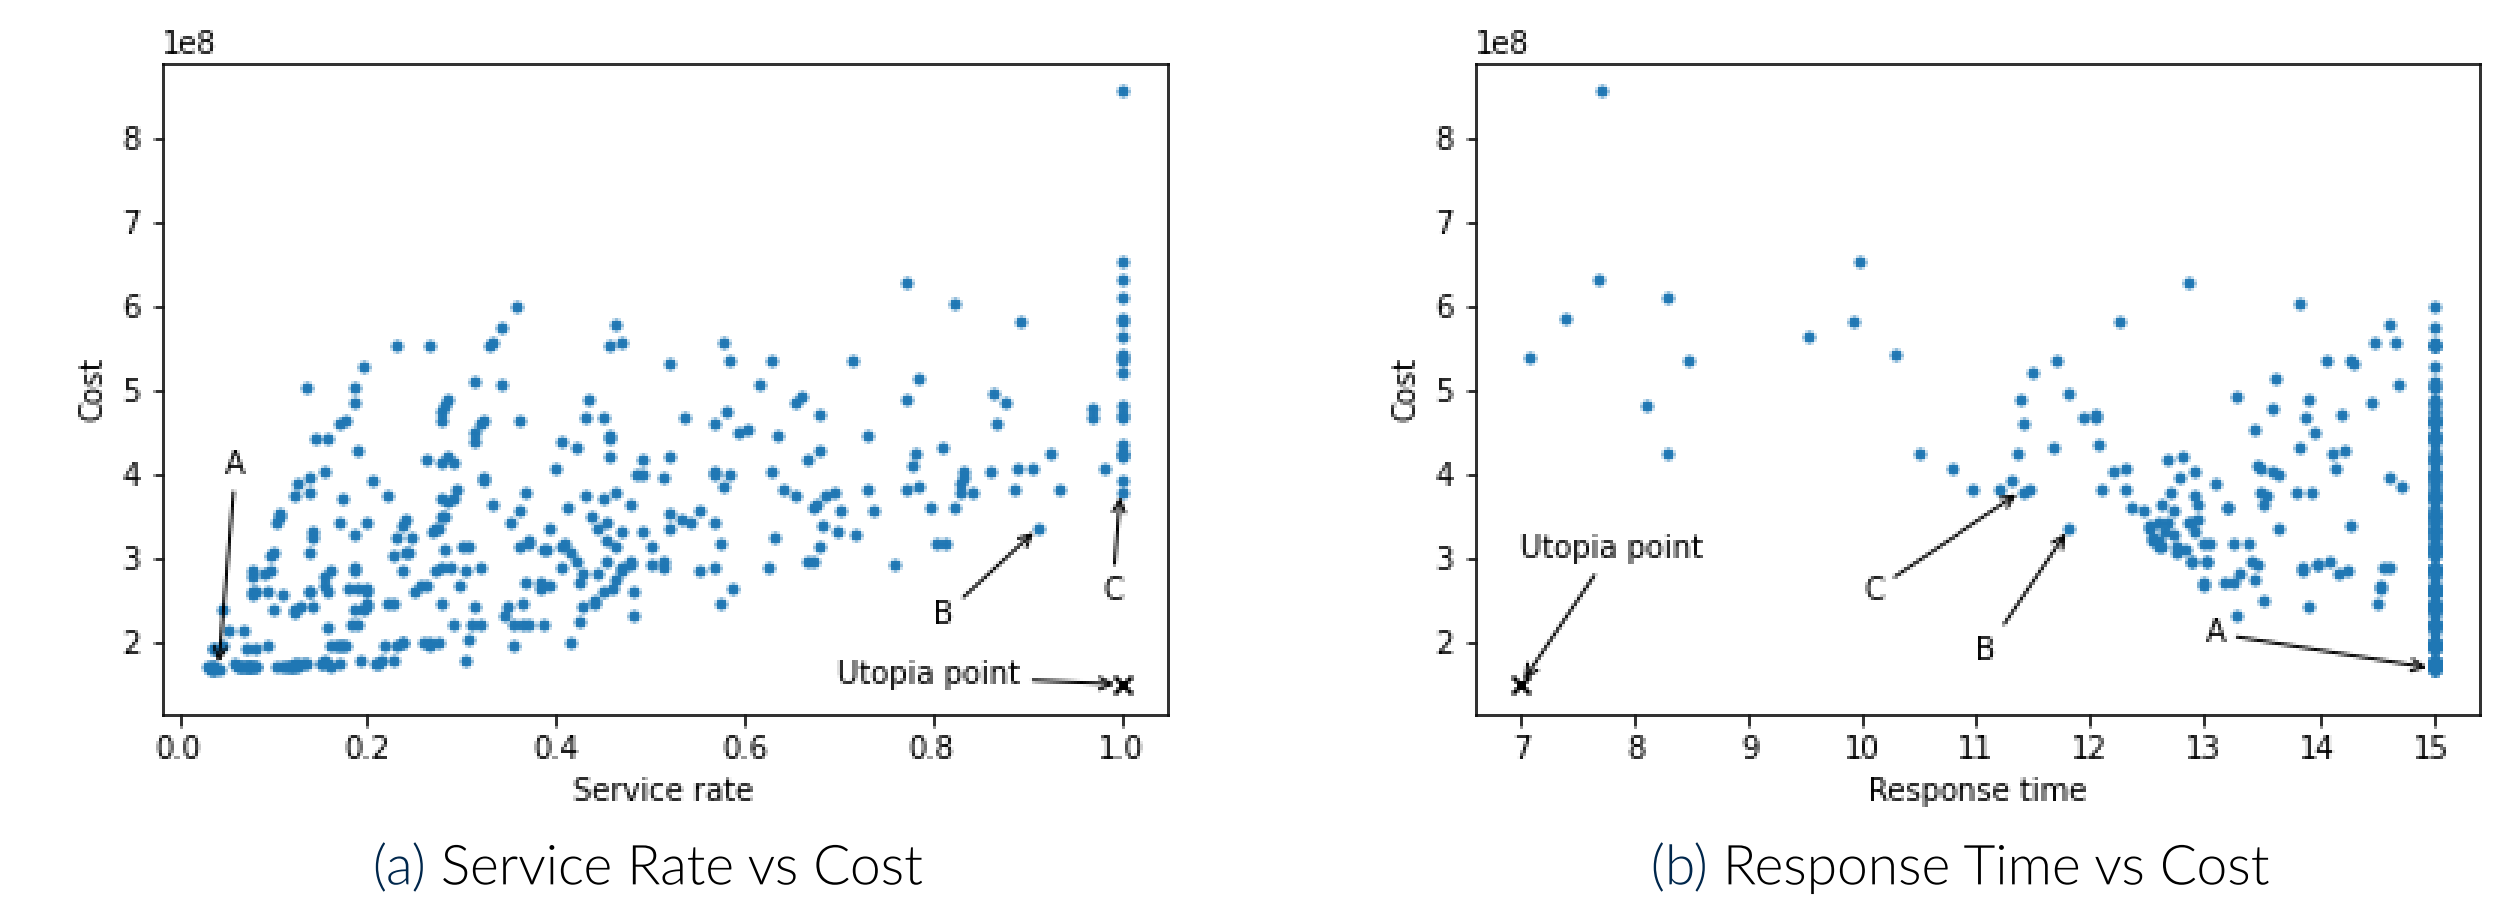 1e8
8
7
6
5
4
3
2
Cost
A
B
C
Utopia point
0.0 0.2 0.4 0.6 0.8 1.0
Service rate
(a) Service Rate vs Cost
1e8
8
7
6
5
4
3
2
Cost
Utopia point
C
B
A
7 8 9 10 11 12 13 14 15
Response time
(b) Response Time vs Cost